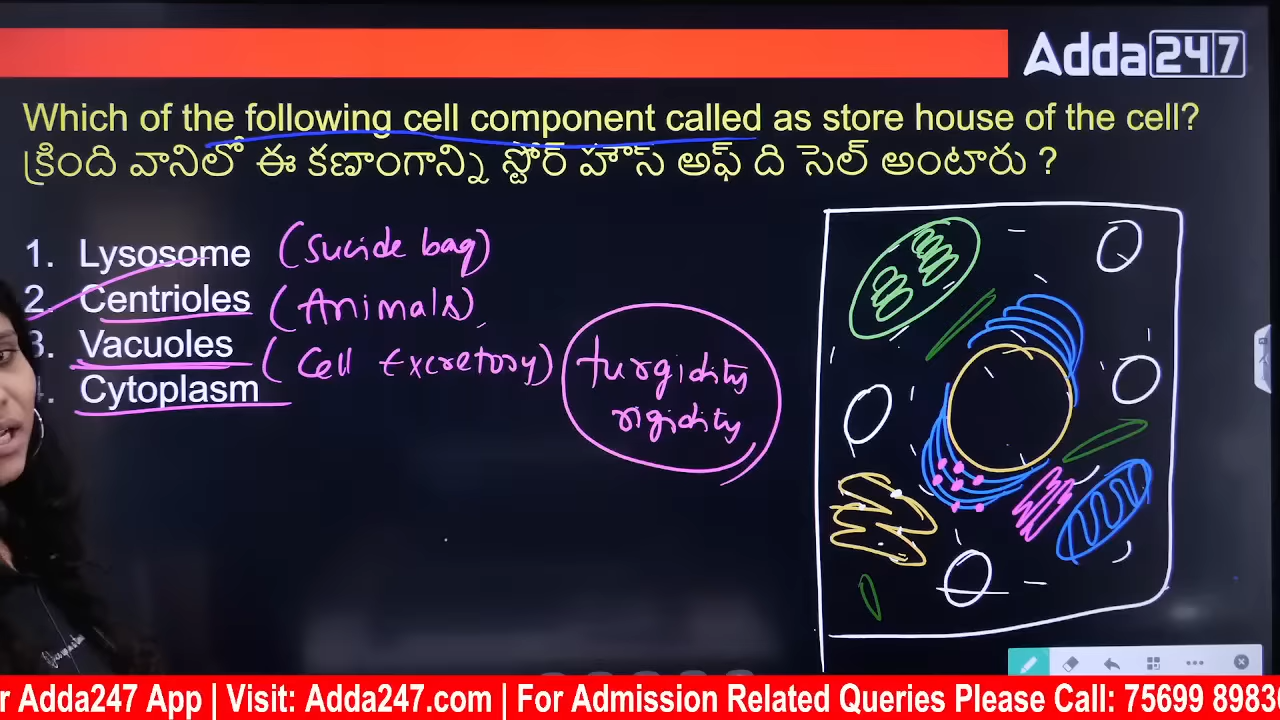 Adda247
Which of the following cell component called as store house of the cell?
క్రింది వానిలో ఈ కణాంగాన్ని స్టోర్ హౌస్ అఫ్ ది సెల్ అంటారు ?
1. Lysosome (Sucide bag)
2. Centrioles (Animals)
3. Vacuoles (Cell Excretory)
4. Cytoplasm
turgidity
rigidity
r Adda247 App | Visit: Adda247.com | For Admission Related Queries Please Call: 75699 8983